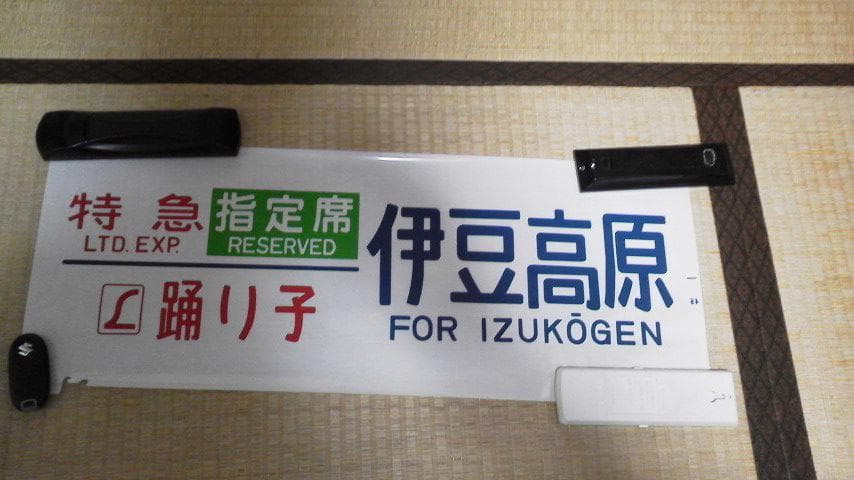 特急
LTD. EXP.
指定席
RESERVED
踊り子
伊豆高原
FOR IZUKŌGEN